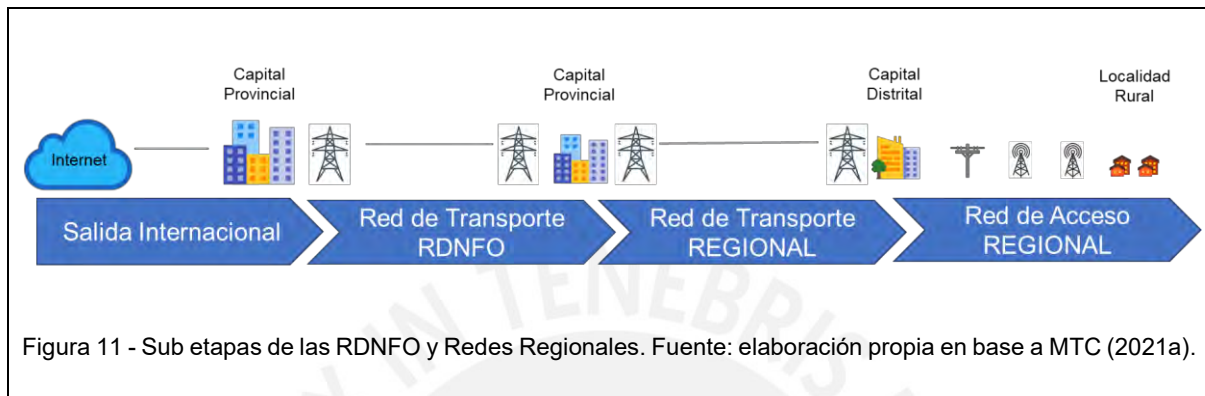 Capital
Provincial
Capital
Provincial
Capital
Distrital
Localidad
Rural
Internet
Salida Internacional
Red de Transporte
RDNFO
Red de Transporte
REGIONAL
Red de Acceso
REGIONAL
IN TENEBRIS
Figura 11 - Sub etapas de las RDNFO y Redes Regionales. Fuente: elaboración propia en base a MTC (2021a).